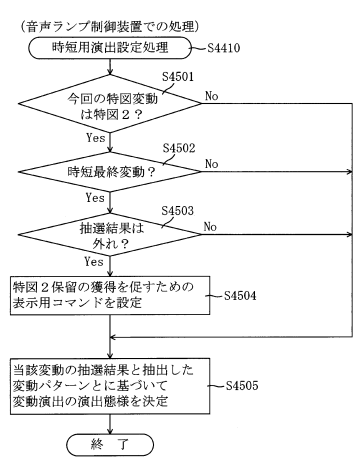 (音声ランプ制御装置での処理)
時短用演出設定処理
S4410
S4501
今回の特図変動
は特図2?
No
Yes
S4502
時短最終変動?
No
Yes
S4503
抽選結果は
外れ?
No
Yes
特図2保留の獲得を促すための
表示用コマンドを設定
S4504
当該変動の抽選結果と抽出した
変動パターンとに基づいて
変動演出の演出態様を決定
S4505
終 了